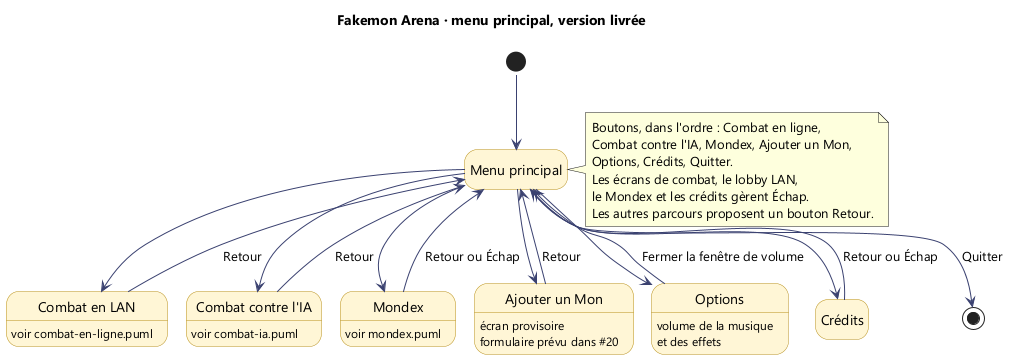 Fakemon Arena · menu principal, version livrée
Boutons, dans l'ordre : Combat en ligne,
Combat contre l'IA, Mondex, Ajouter un Mon,
Options, Crédits, Quitter.
Les écrans de combat, le lobby LAN,
le Mondex et les crédits gèrent Échap.
Les autres parcours proposent un bouton Retour.
Menu principal
Retour
Retour
Retour ou Échap
Retour
Fermer la fenêtre de volume
Retour ou Échap
Quitter
Combat en LAN
voir combat-en-ligne.puml
Combat contre l'IA
voir combat-ia.puml
Mondex
voir mondex.puml
Ajouter un Mon
écran provisoire
formulaire prévu dans #20
Options
volume de la musique
et des effets
Crédits